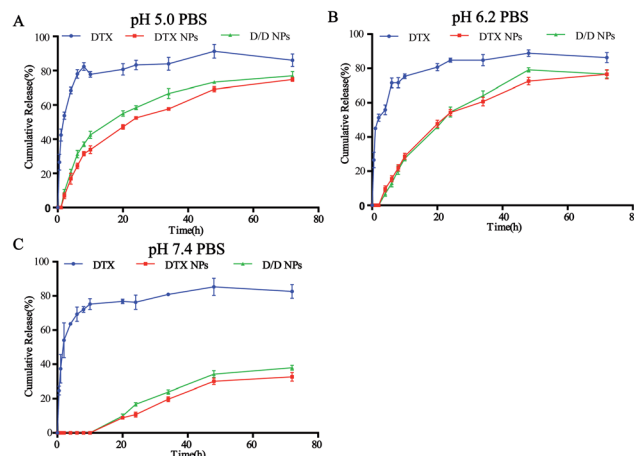 A
pH 5.0 PBS
DTX DTX NPs D/D NPs
Cumulative Release(%)
100
80
60
40
20
0
0 20 40 60 80
Time(h)
B
pH 6.2 PBS
DTX DTX NPs D/D NPs
Cumulative Release(%)
100
80
60
40
20
0
0 20 40 60 80
Time(h)
C
pH 7.4 PBS
DTX DTX NPs D/D NPs
Cumulative Release(%)
100
80
60
40
20
0
0 20 40 60 80
Time(h)